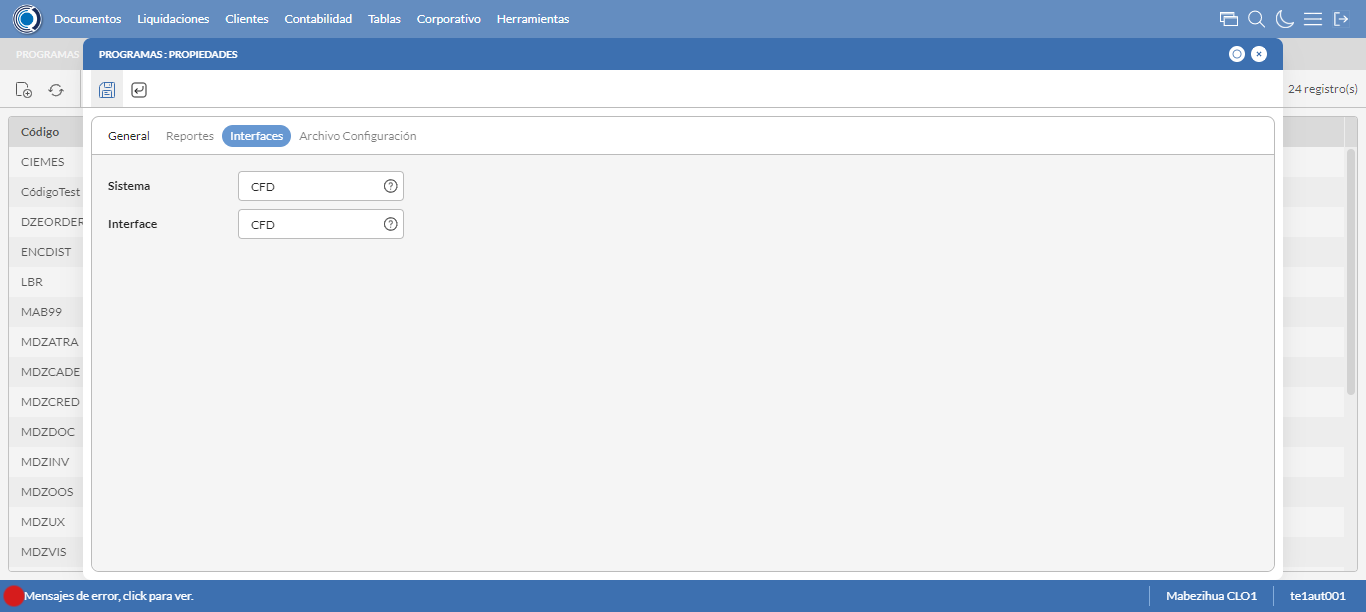 Documentos Liquidaciones Clientes Contabilidad Tablas Corporativo Herramientas
PROGRAMAS
PROGRAMAS : PROPIEDADES
24 registro(s)
General Reportes Interfaces Archivo Configuración
Sistema CFD
Interface CFD
Código
CIEMES
CódigoTest
DZEORDER
ENCDIST
LBR
MAB99
MDZATRA
MDZCADE
MDZCRED
MDZDOC
MDZINV
MDZOOS
MDZUX
MDZVIS
Mensajes de error, click para ver. Mabezihua CLO1 te1aut001